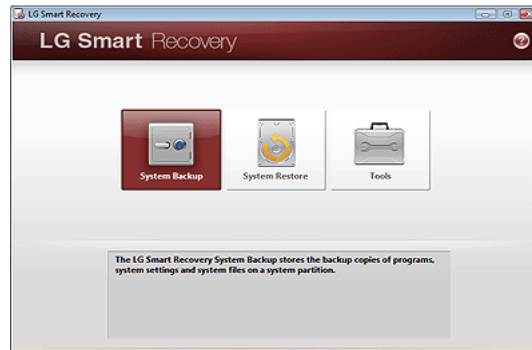 LG Smart Recovery
LG Smart Recovery
System Backup
System Restore
Tools
The LG Smart Recovery System Backup stores the backup copies of programs,
system settings and system files on a system partition.